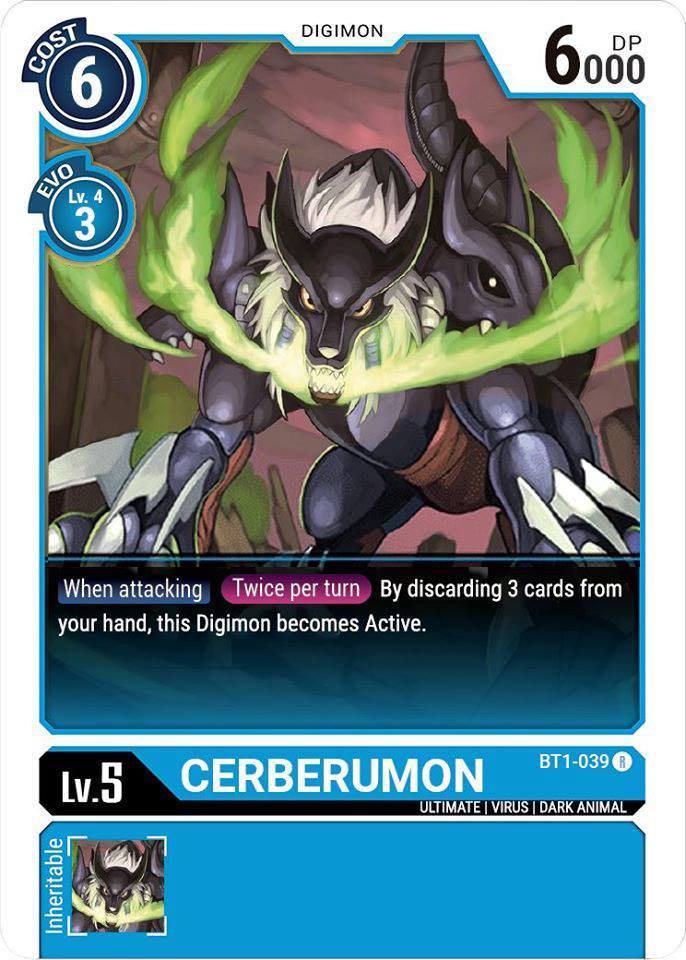 DIGIMON
COST
6
DP
6000
EVO
Lv. 4
3
When attacking Twice per turn By discarding 3 cards from
your hand, this Digimon becomes Active.
Lv.5
CERBERUMON
BT1-039 R
ULTIMATE | VIRUS | DARK ANIMAL
Inheritable